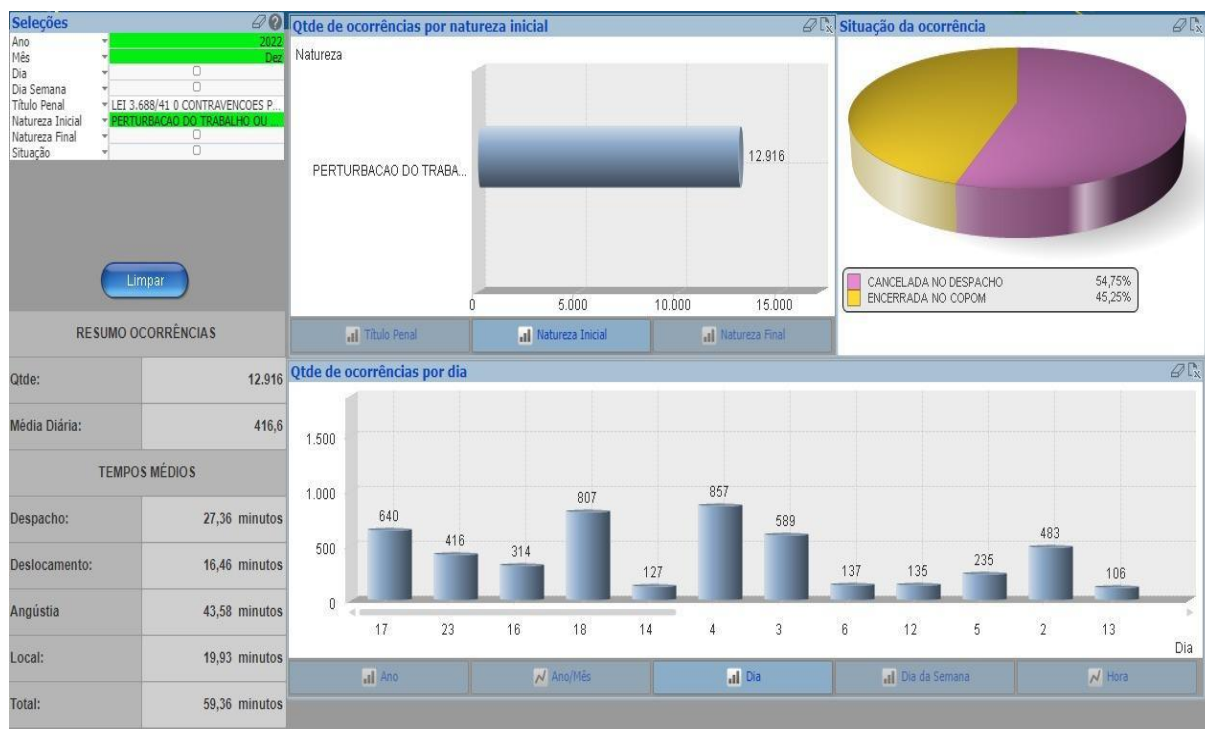 Seleções
Ano 2022
Mês Dez
Dia
Dia Semana
Título Penal LEI 3.688/41 0 CONTRAVENCOES P...
Natureza Inicial PERTURBACAO DO TRABALHO OU ...
Natureza Final
Situação
Limpar
RESUMO OCORRÊNCIAS
Qtde: 12.916
Média Diária: 416,6
TEMPOS MÉDIOS
Despacho: 27,36 minutos
Deslocamento: 16,46 minutos
Angústia 43,58 minutos
Local: 19,93 minutos
Total: 59,36 minutos
Qtde de ocorrências por natureza inicial
Natureza
PERTURBACAO DO TRABA...
12.916
0 5.000 10.000 15.000
Título Penal Natureza Inicial Natureza Final
Situação da ocorrência
CANCELADA NO DESPACHO 54,75%
ENCERRADA NO COPOM 45,25%
Qtde de ocorrências por dia
1.500
1.000
500
0
640 416 314 807 127 857 589 137 135 235 483 106
17 23 16 18 14 4 3 6 12 5 2 13
Dia
Ano Ano/Mês Dia Dia da Semana Hora